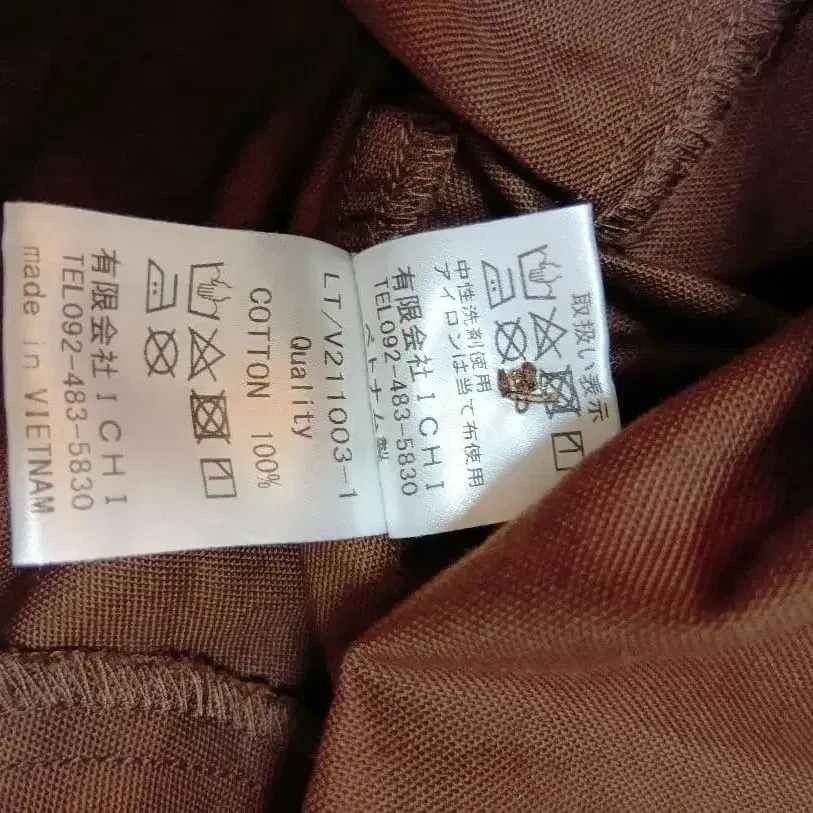 取扱い表示
中性洗剤使用
アイロンは当て布使用
有限会社ICHI
TEL092-483-5830
ベトナム製
LT/V211003-1
Quality
COTTON 100%
有限会社ICHI
TEL092-483-5830
made in VIETNAM